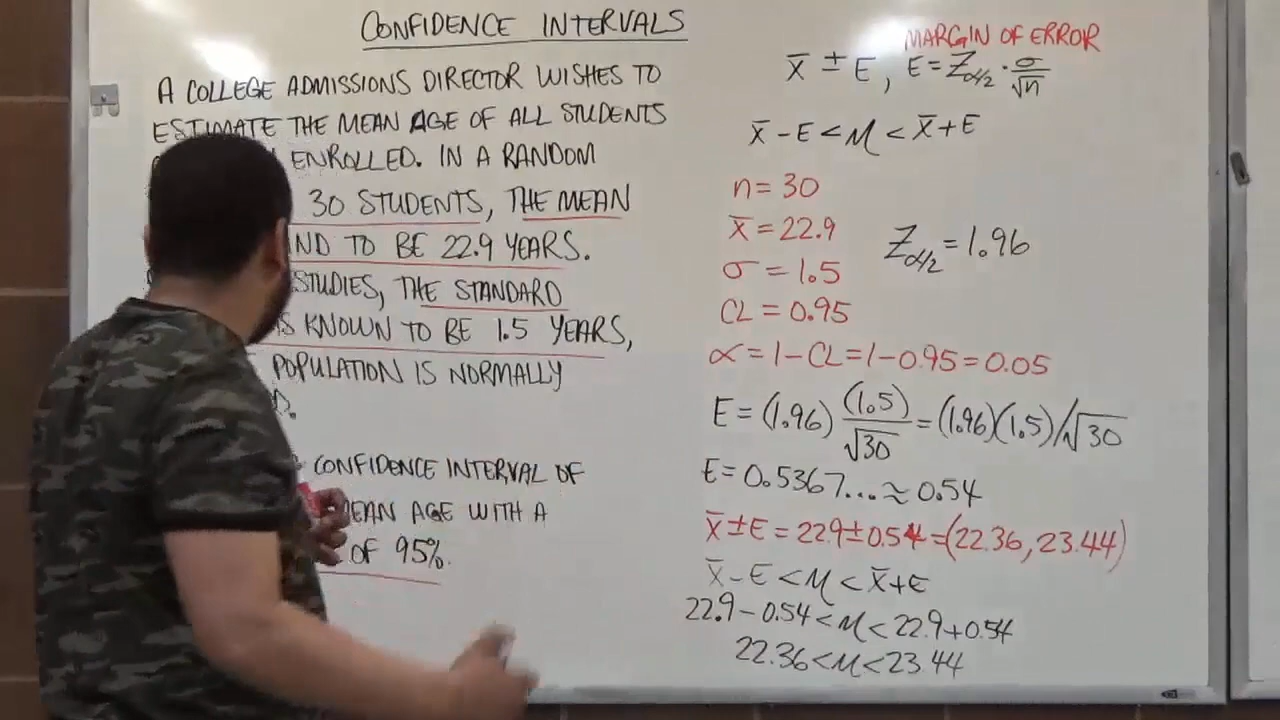 CONFIDENCE INTERVALS
A COLLEGE ADMISSIONS DIRECTOR WISHES TO
ESTIMATE THE MEAN AGE OF ALL STUDENTS
ENROLLED. IN A RANDOM
30 STUDENTS, THE MEAN
ND TO BE 22.9 YEARS.
STUDIES, THE STANDARD
IS KNOWN TO BE 1.5 YEARS,
POPULATION IS NORMALLY
D.
CONFIDENCE INTERVAL OF
MEAN AGE WITH A
OF 95%.
MARGIN OF ERROR
x̄ ± E, E = Z_{α/2} · σ/√n
x̄ - E < μ < x̄ + E
n = 30
x̄ = 22.9
Z_{α/2} = 1.96
σ = 1.5
CL = 0.95
α = 1 - CL = 1 - 0.95 = 0.05
E = (1.96) (1.5)/√30 = (1.96)(1.5)/√30
E = 0.5367... ≈ 0.54
x̄ ± E = 22.9 ± 0.54 = (22.36, 23.44)
x̄ - E < μ < x̄ + E
22.9 - 0.54 < μ < 22.9 + 0.54
22.36 < μ < 23.44